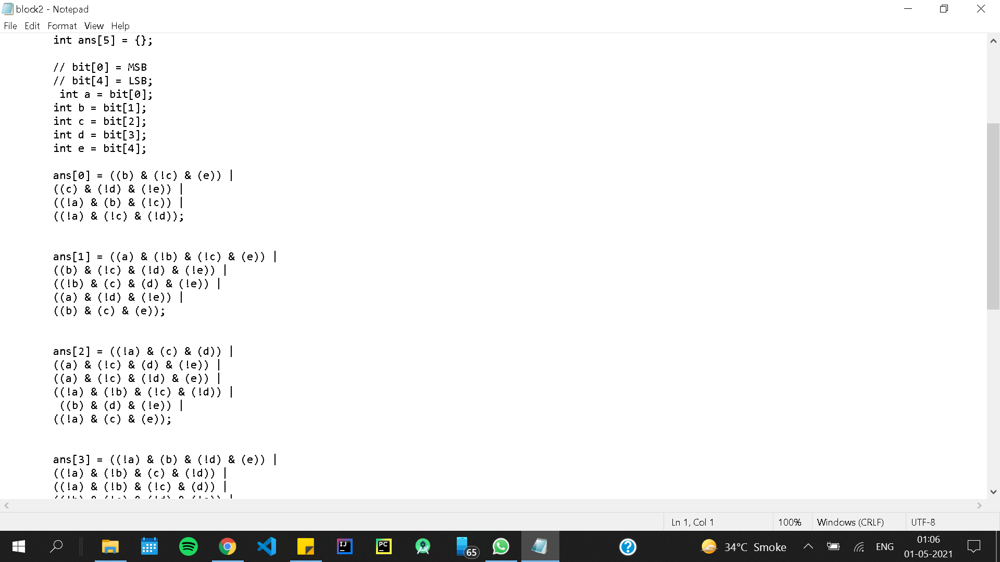 block2 - Notepad
File Edit Format View Help
int ans[5] = {};
// bit[0] = MSB
// bit[4] = LSB;
int a = bit[0];
int b = bit[1];
int c = bit[2];
int d = bit[3];
int e = bit[4];
ans[0] = ((b) & (!c) & (e)) |
((c) & (!d) & (!e)) |
((!a) & (b) & (!c)) |
((!a) & (!c) & (!d));
ans[1] = ((a) & (!b) & (!c) & (e)) |
((b) & (!c) & (!d) & (!e)) |
((!b) & (c) & (d) & (!e)) |
((a) & (!d) & (!e)) |
((b) & (c) & (e));
ans[2] = ((!a) & (c) & (d)) |
((a) & (!c) & (d) & (!e)) |
((a) & (!c) & (!d) & (e)) |
((!a) & (!b) & (!c) & (!d)) |
((b) & (d) & (!e)) |
((!a) & (c) & (e));
ans[3] = ((!a) & (b) & (!d) & (e)) |
((!a) & (!b) & (c) & (!d)) |
((!a) & (!b) & (!c) & (d)) |
Ln 1, Col 1
100%
Windows (CRLF)
UTF-8
IJ
PC
65
34°C Smoke
ENG
01:06
01-05-2021